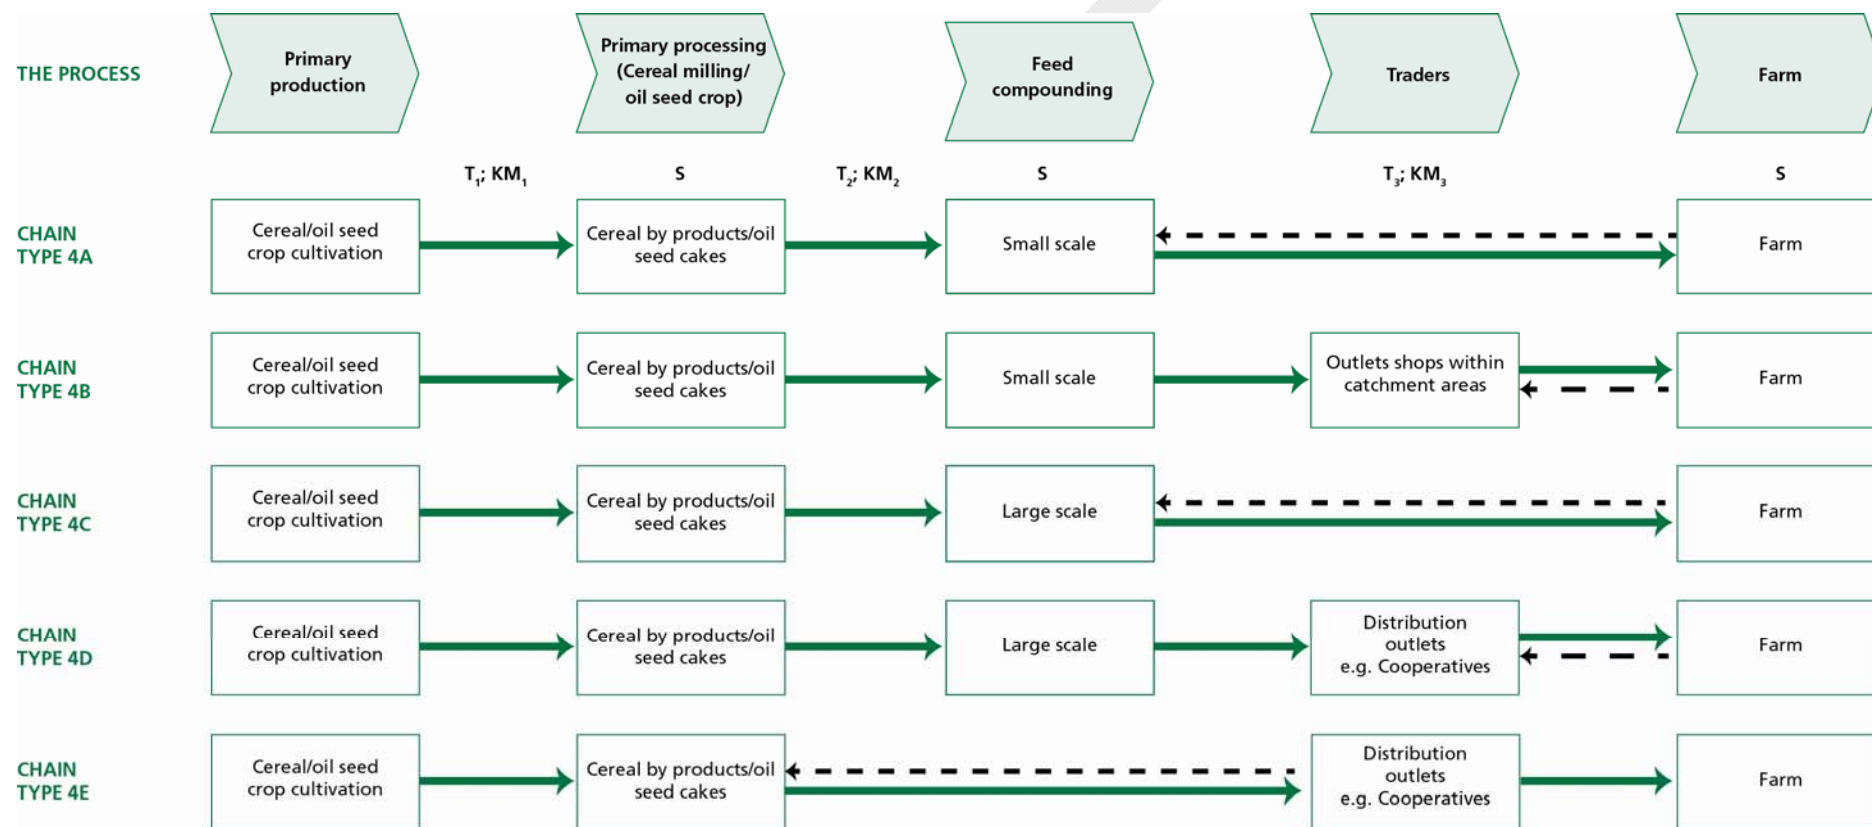 THE PROCESS
Primary
production
Primary processing
(Cereal milling/
oil seed crop)
Feed
compounding
Traders
Farm
T1; KM1
S
T2; KM2
S
T3; KM3
S
CHAIN
TYPE 4A
Cereal/oil seed
crop cultivation
Cereal by products/oil
seed cakes
Small scale
Farm
CHAIN
TYPE 4B
Cereal/oil seed
crop cultivation
Cereal by products/oil
seed cakes
Small scale
Outlets shops within
catchment areas
Farm
CHAIN
TYPE 4C
Cereal/oil seed
crop cultivation
Cereal by products/oil
seed cakes
Large scale
Farm
CHAIN
TYPE 4D
Cereal/oil seed
crop cultivation
Cereal by products/oil
seed cakes
Large scale
Distribution
outlets
e.g. Cooperatives
Farm
CHAIN
TYPE 4E
Cereal/oil seed
crop cultivation
Cereal by products/oil
seed cakes
Distribution
outlets
e.g. Cooperatives
Farm